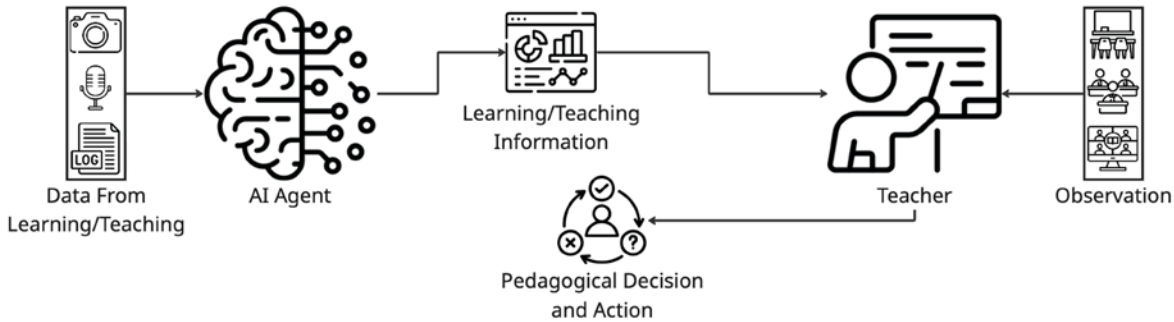 LOG
Data From
Learning/Teaching
AI Agent
Learning/Teaching
Information
Teacher
Observation
?
Pedagogical Decision
and Action